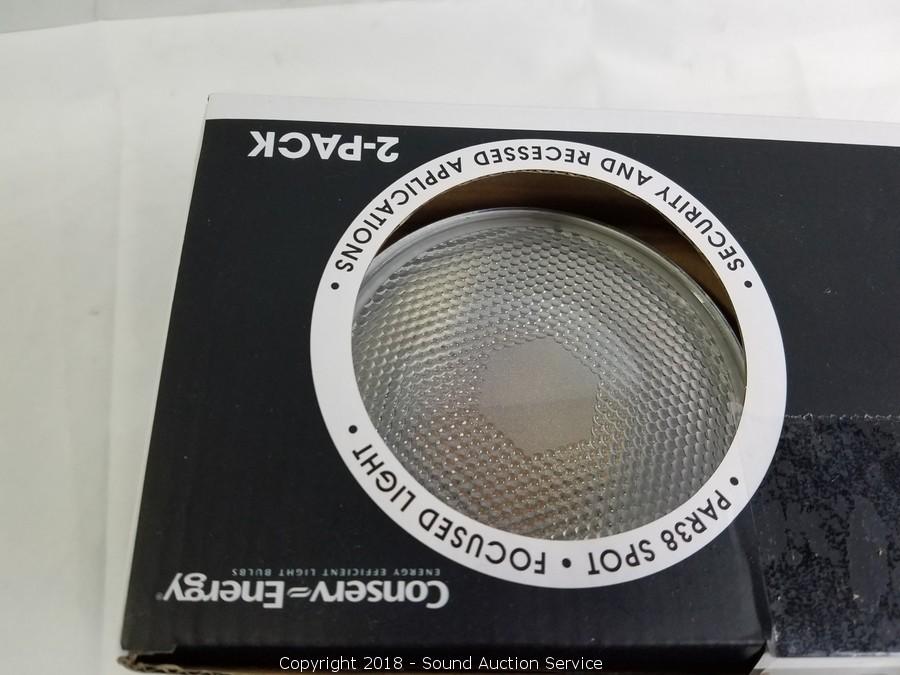 Conserv≈Energy®
ENERGY EFFICIENT LIGHT BULBS
PAR38 SPOT • FOCUSED LIGHT •
• SECURITY AND RECESSED APPLICATIONS •
2-PACK
Copyright 2018 - Sound Auction Service